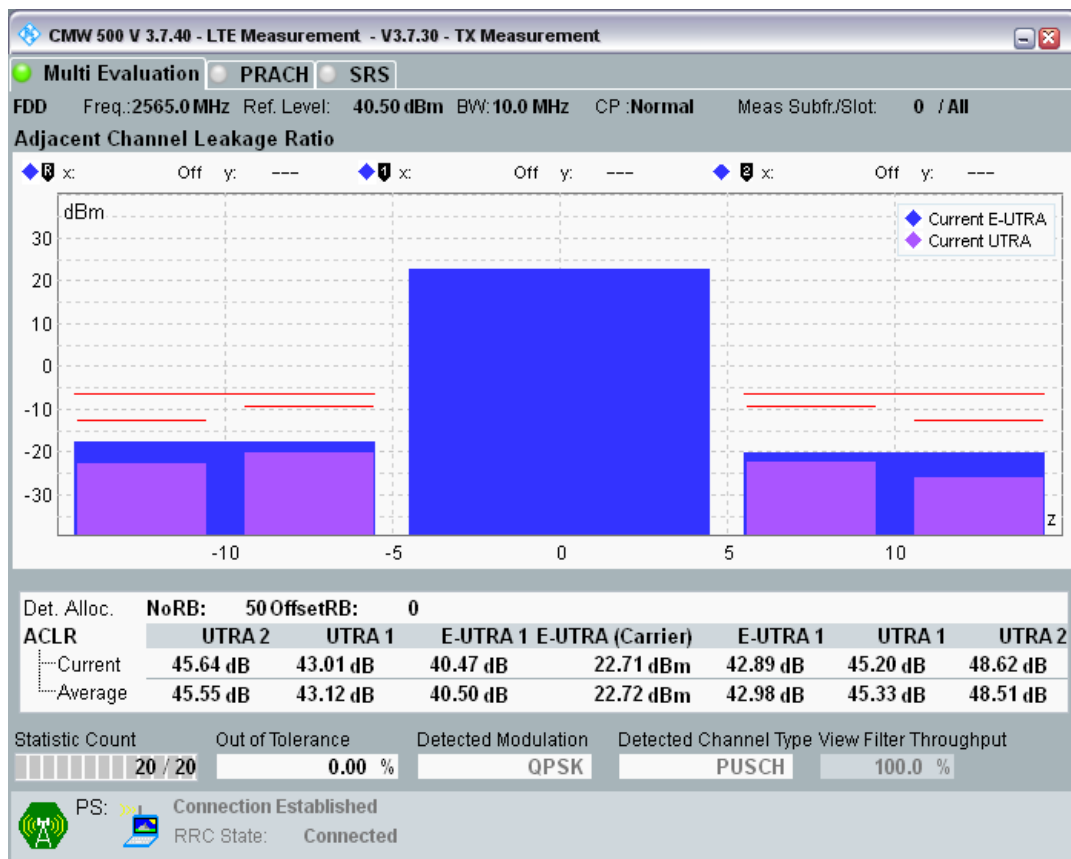 CMW 500 V 3.7.40 - LTE Measurement - V3.7.30 - TX Measurement
Multi Evaluation PRACH SRS
FDD Freq.:2565.0 MHz Ref. Level: 40.50 dBm BW:10.0 MHz CP :Normal Meas Subfr./Slot: 0 / All
Adjacent Channel Leakage Ratio
R x: Off y: --- 1 x: Off y: --- 2 x: Off y: ---
dBm
Current E-UTRA
Current UTRA
30
20
10
0
-10
-20
-30
z
-10 -5 0 5 10
Det. Alloc. NoRB: 50 OffsetRB: 0
ACLR UTRA 2 UTRA 1 E-UTRA 1 E-UTRA (Carrier) E-UTRA 1 UTRA 1 UTRA 2
Current 45.64 dB 43.01 dB 40.47 dB 22.71 dBm 42.89 dB 45.20 dB 48.62 dB
Average 45.55 dB 43.12 dB 40.50 dB 22.72 dBm 42.98 dB 45.33 dB 48.51 dB
Statistic Count Out of Tolerance Detected Modulation Detected Channel Type View Filter Throughput
20 / 20 0.00 % QPSK PUSCH 100.0 %
PS: Connection Established
RRC State: Connected